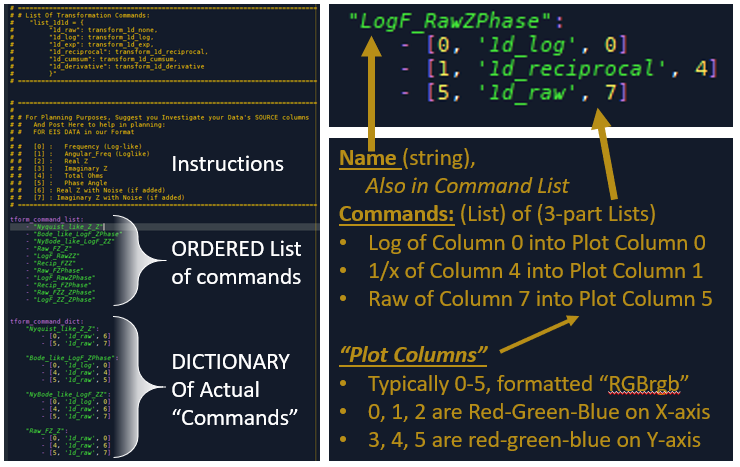 # ================================================================
# # List Of Transformation Commands:
#     "list_1d1d = {
#          "1d_raw": transform_1d_none,
#          "1d_log": transform_1d_log,
#          "1d_exp": transform_1d_exp,
#          "1d_reciprocal": transform_1d_reciprocal,
#          "1d_cumsum": transform_1d_cumsum,
#          "1d_derivative": transform_1d_derivative
#          }"
# ================================================================
# ================================================================
#
# # For Planning Purposes, Suggest you Investigate your Data's SOURCE columns
# #   And Post Here to help in planning:
# #   FOR EIS DATA in our Format
#
# #   [0] :   Frequency (Log-like)
# #   [1] :   Angular_Freq (Loglike)
# #   [2] :   Real Z
# #   [3] :   Imaginary Z
# #   [4] :   Total Ohms
# #   [5] :   Phase Angle
# #   [6] : Real Z with Noise (if added)
# #   [7] : Imaginary Z with Noise (if added)
# ================================================================
Instructions
tform_command_list:
- "Nyquist_like_Z_Z"
- "Bode_like_LogF_ZPhase"
- "NyBode_like_LogF_ZZ"
- "Raw_FZ_Z"
- "LogF_RawZZ"
- "Recip_FZZ"
- "Raw_FZPhase"
- "LogF_RawZPhase"
- "Recip_FZPhase"
- "Raw_FZZ_ZPhase"
- "LogF_ZZ_ZPhase"
ORDERED List
of commands
tform_command_dict:
"Nyquist_like_Z_Z":
- [0, '1d_raw', 6]
- [5, '1d_raw', 7]
"Bode_like_LogF_ZPhase":
- [0, '1d_log', 0]
- [4, '1d_raw', 4]
- [5, '1d_raw', 5]
"NyBode_like_LogF_ZZ":
- [0, '1d_log', 0]
- [4, '1d_raw', 6]
- [5, '1d_raw', 7]
"Raw_FZ_Z":
- [0, '1d_raw', 0]
- [4, '1d_raw', 6]
- [5, '1d_raw', 7]
DICTIONARY
Of Actual
“Commands”
"LogF_RawZPhase":
- [0, '1d_log', 0]
- [1, '1d_reciprocal', 4]
- [5, '1d_raw', 7]
Name (string),
Also in Command List
Commands: (List) of (3-part Lists)
• Log of Column 0 into Plot Column 0
• 1/x of Column 4 into Plot Column 1
• Raw of Column 7 into Plot Column 5
“Plot Columns”
• Typically 0-5, formatted “RGBrgb”
• 0, 1, 2 are Red-Green-Blue on X-axis
• 3, 4, 5 are red-green-blue on Y-axis